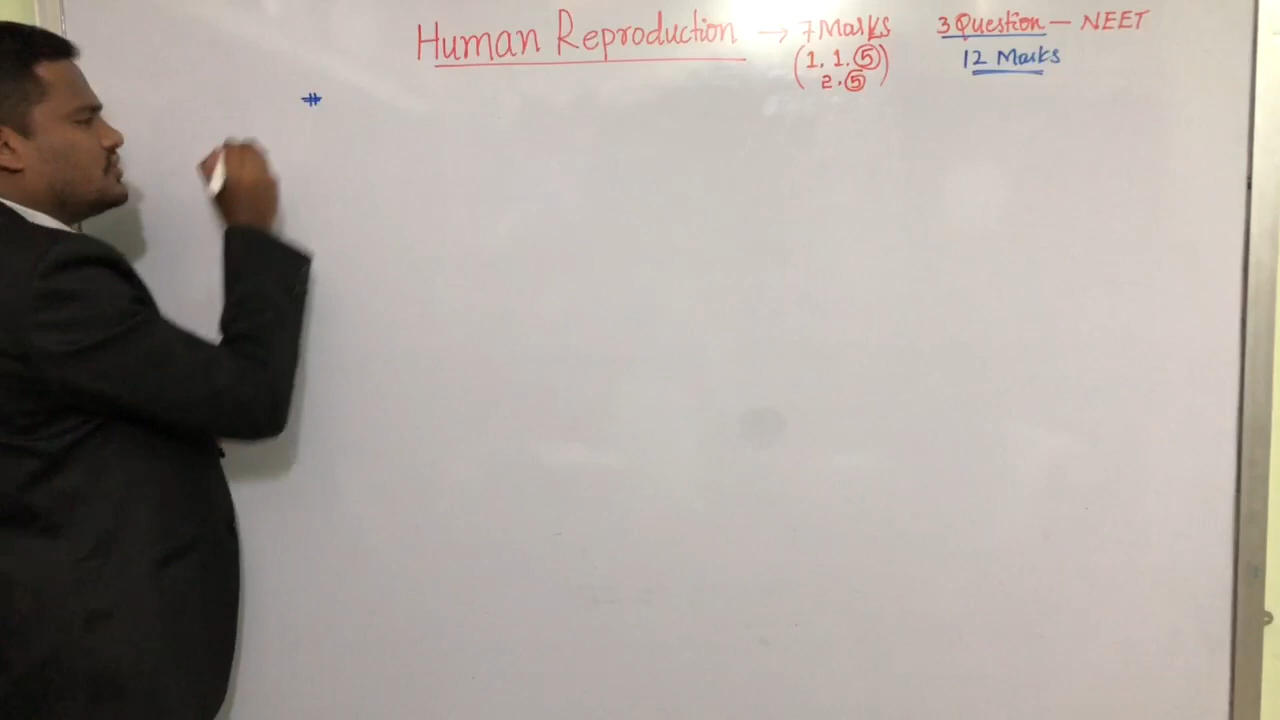 Human Reproduction → 7 Marks 3 Question — NEET
(1, 1. ⑤ 12 Marks
2. ⑤)
#